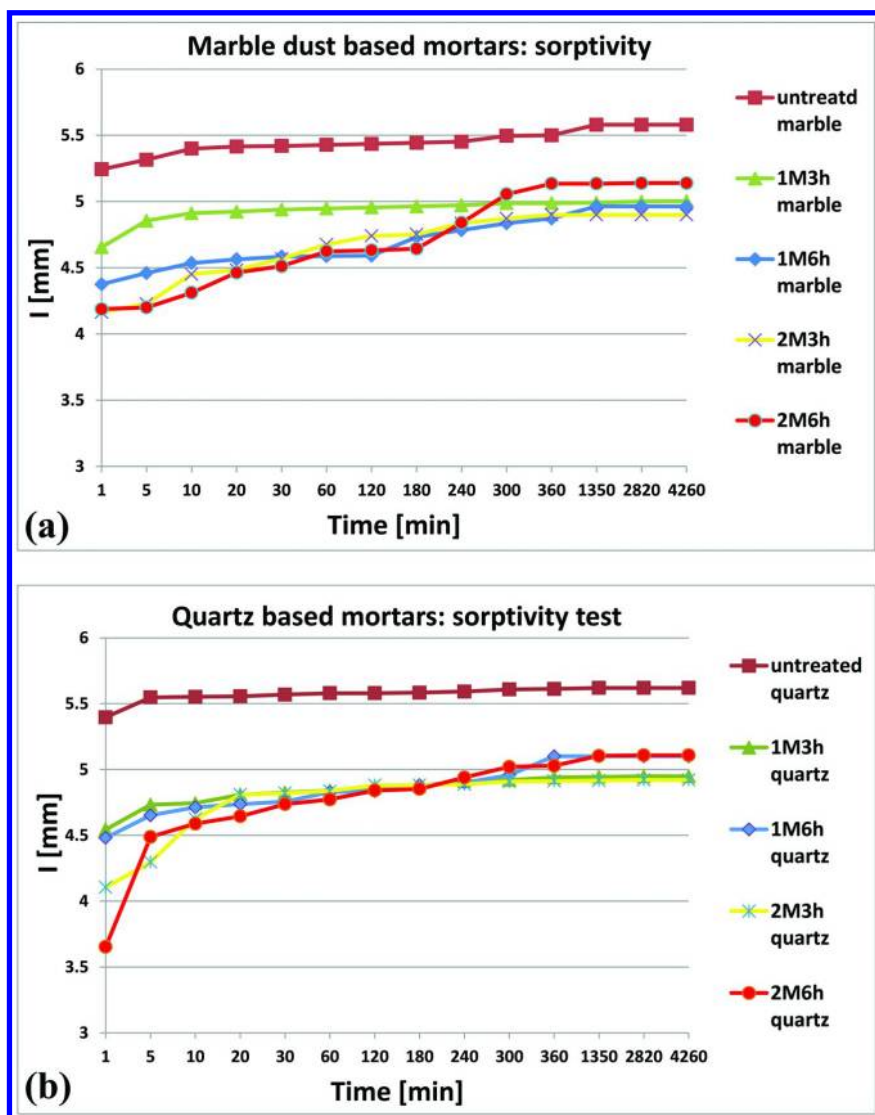 Marble dust based mortars: sorptivity
6
5.5
5
4.5
4
3.5
3
I [mm]
1 5 10 20 30 60 120 180 240 300 360 1350 2820 4260
Time [min]
untreatd
marble
1M3h
marble
1M6h
marble
2M3h
marble
2M6h
marble
(a)
Quartz based mortars: sorptivity test
6
5.5
5
4.5
4
3.5
3
I [mm]
1 5 10 20 30 60 120 180 240 300 360 1350 2820 4260
Time [min]
untreated
quartz
1M3h
quartz
1M6h
quartz
2M3h
quartz
2M6h
quartz
(b)